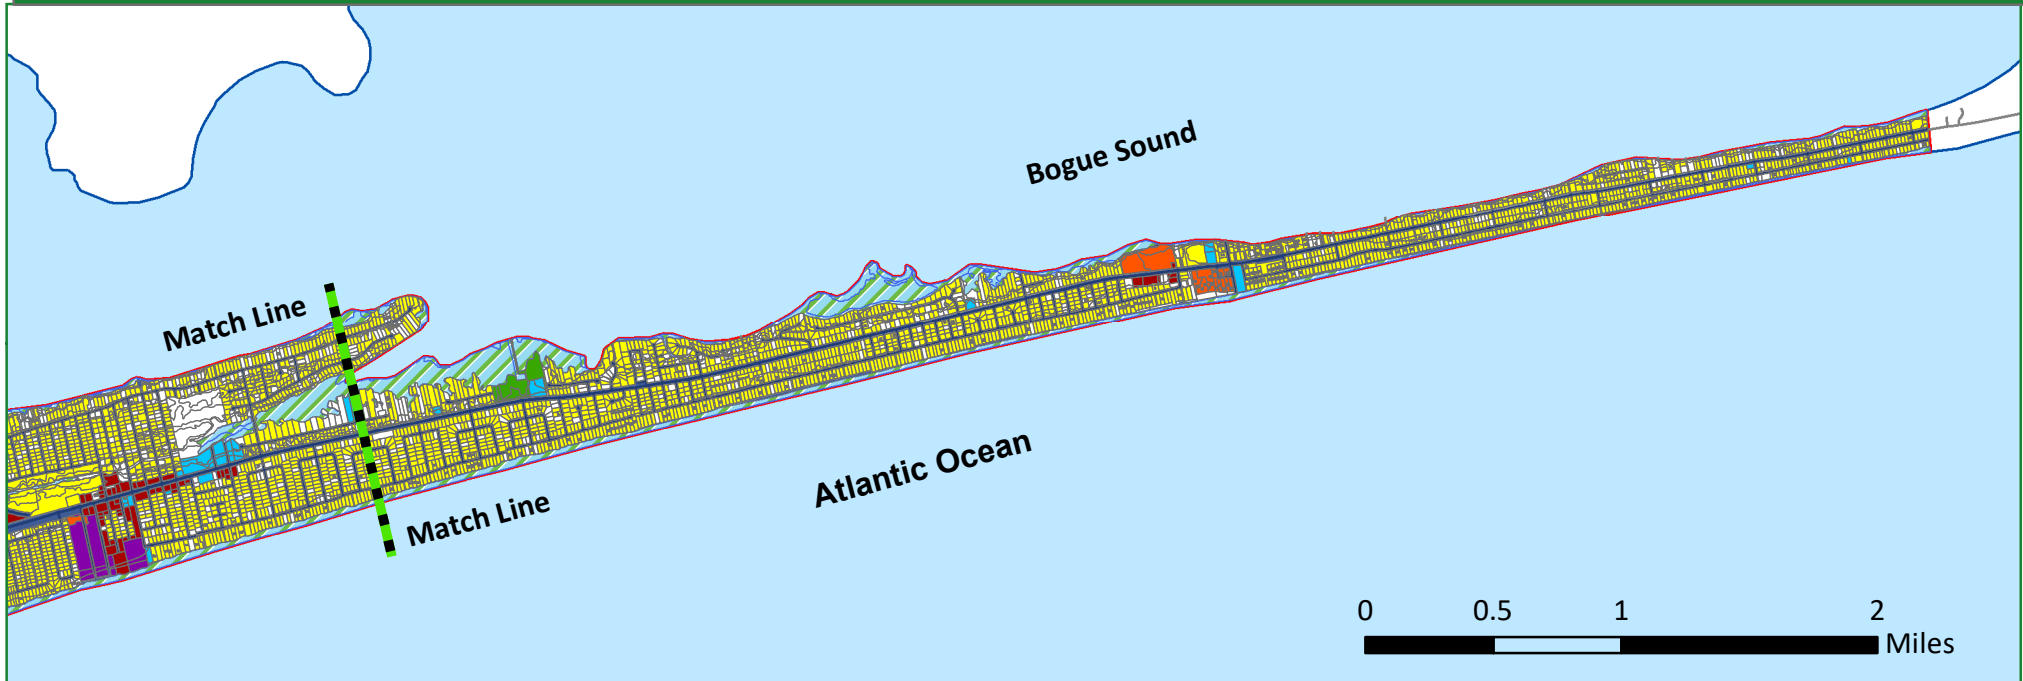 Bogue Sound
Match Line
Atlantic Ocean
Match Line
0 0.5 1 2
Miles